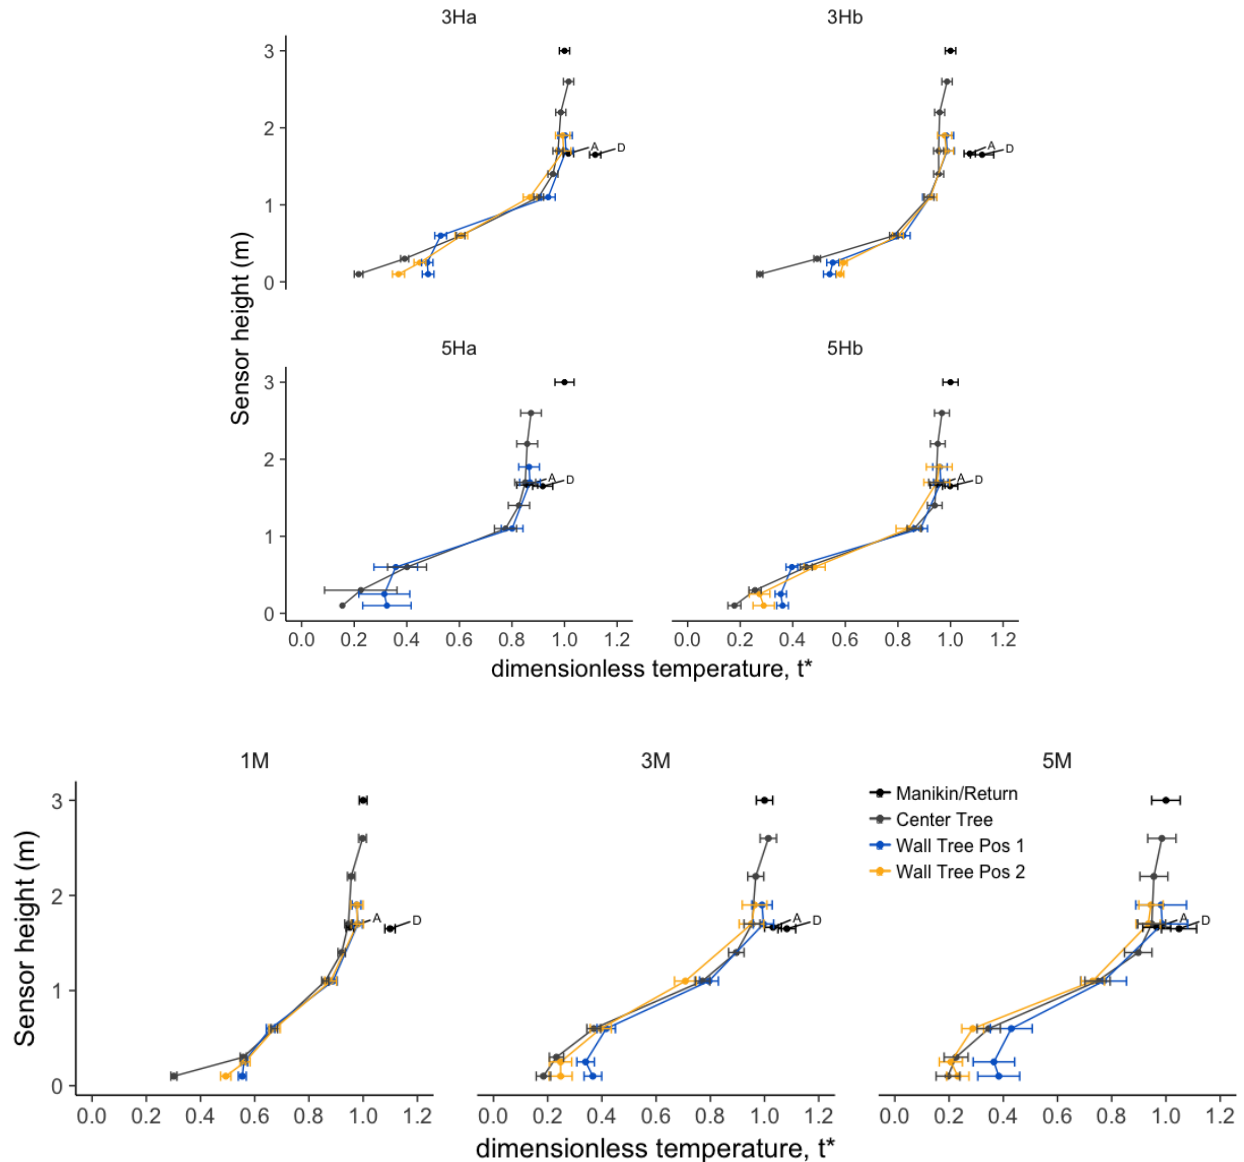 3Ha 3Hb
Sensor height (m)
3
2
1
0
A D
A D
5Ha 5Hb
3
2
1
0
A D
A D
0.0 0.2 0.4 0.6 0.8 1.0 1.2
0.0 0.2 0.4 0.6 0.8 1.0 1.2
dimensionless temperature, t*
1M 3M 5M
Sensor height (m)
3
2
1
0
A D
A D
A D
Manikin/Return
Center Tree
Wall Tree Pos 1
Wall Tree Pos 2
0.0 0.2 0.4 0.6 0.8 1.0 1.2
0.0 0.2 0.4 0.6 0.8 1.0 1.2
0.0 0.2 0.4 0.6 0.8 1.0 1.2
dimensionless temperature, t*